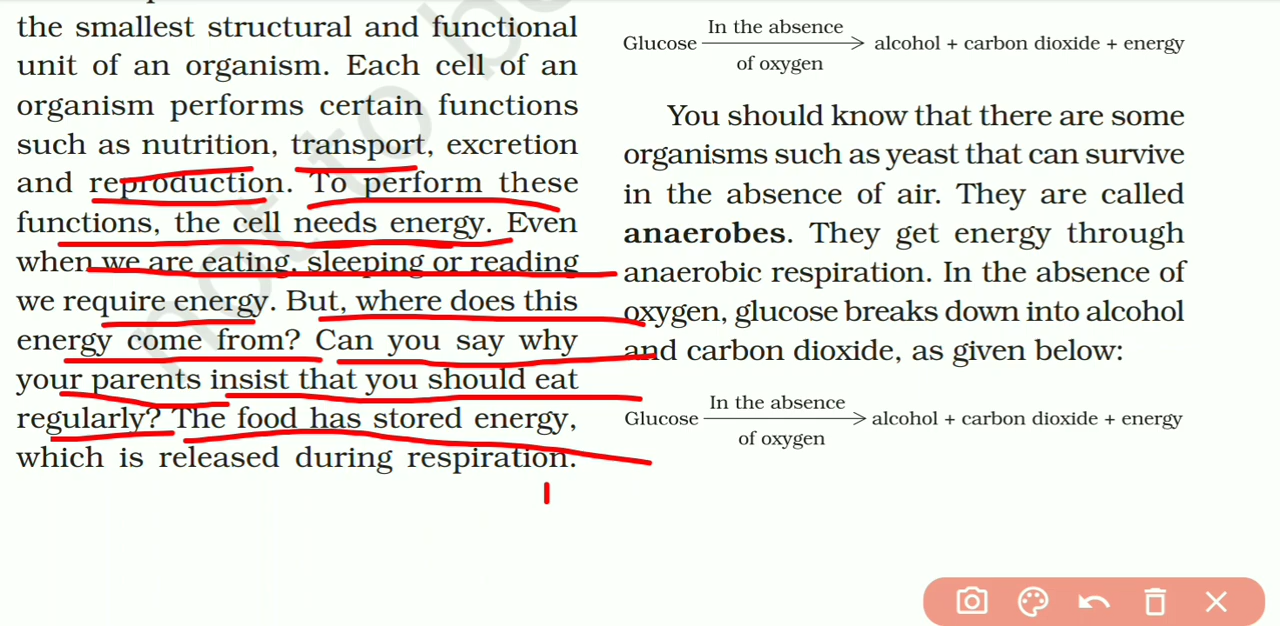 the smallest structural and functional
unit of an organism. Each cell of an
organism performs certain functions
such as nutrition, transport, excretion
and reproduction. To perform these
functions, the cell needs energy. Even
when we are eating, sleeping or reading
we require energy. But, where does this
energy come from? Can you say why
your parents insist that you should eat
regularly? The food has stored energy,
which is released during respiration.
In the absence
Glucose → alcohol + carbon dioxide + energy
of oxygen
You should know that there are some
organisms such as yeast that can survive
in the absence of air. They are called
anaerobes. They get energy through
anaerobic respiration. In the absence of
oxygen, glucose breaks down into alcohol
and carbon dioxide, as given below:
In the absence
Glucose → alcohol + carbon dioxide + energy
of oxygen
not to be